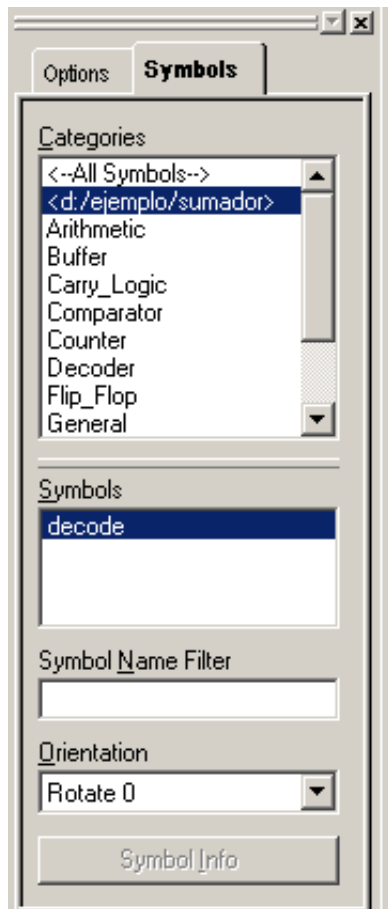 Options Symbols
Categories
<--All Symbols-->
<d:/ejemplo/sumador>
Arithmetic
Buffer
Carry_Logic
Comparator
Counter
Decoder
Flip_Flop
General
Symbols
decode
Symbol Name Filter
Orientation
Rotate 0
Symbol Info